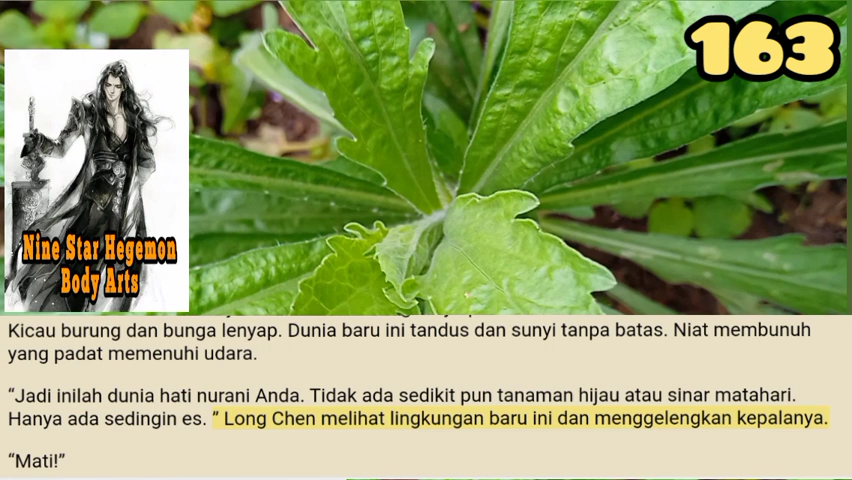 163
Nine Star Hegemon
Body Arts
Kicau burung dan bunga lenyap. Dunia baru ini tandus dan sunyi tanpa batas. Niat membunuh
yang padat memenuhi udara.
“Jadi inilah dunia hati nurani Anda. Tidak ada sedikit pun tanaman hijau atau sinar matahari.
Hanya ada sedingin es. ” Long Chen melihat lingkungan baru ini dan menggelengkan kepalanya.
“Mati!”